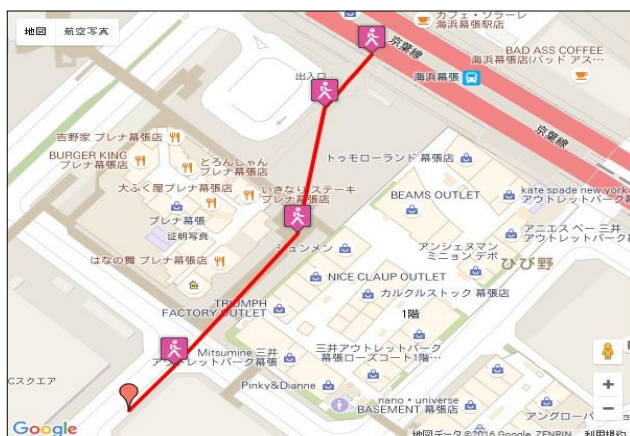 地図 航空写真
カフェ・ソラーレ
海浜幕張駅店
京葉線
BAD ASS COFFEE
海浜幕張店(バッド アス…
出入口
海浜幕張
京葉線
吉野家 プレナ幕張店
BURGER KING
プレナ幕張店
とろんしゃん
プレナ幕張店
トゥモローランド 幕張店
大ふく屋プレナ幕張店
いきなりステーキ
プレナ幕張店
BEAMS OUTLET
kate spade new york
アウトレットパーク幕
プレナ幕張
証明写真
アニエス ベー 三井
アウトレットパーク幕
ジュンメン
アンシェヌマン
ミニョン デポ
ひび野
はなの舞 プレナ幕張店
NICE CLAUP OUTLET
カルクルストック 幕張店
TRIUMPH
FACTORY OUTLET
1階
Mitsumine 三井
アウトレットパーク幕張
三井アウトレットパーク
幕張ローズコート1階…
Cスクエア
Pinky&Dianne
nano・universe
BASEMENT 幕張店
アングローバ
Google
地図データ ©2016 Google, ZENRIN 利用規約